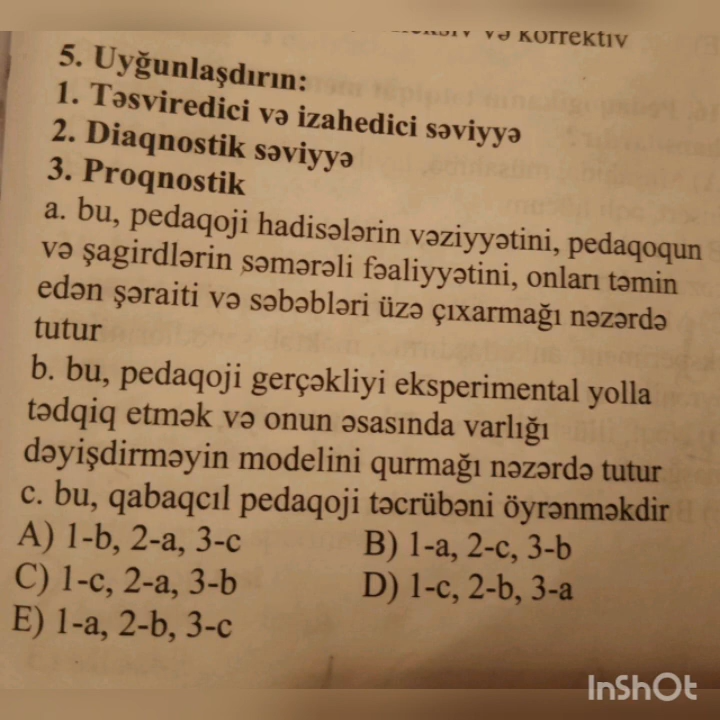 və korrektiv
5. Uyğunlaşdırın:
1. Təsviredici və izahedici səviyyə
2. Diaqnostik səviyyə
3. Proqnostik
a. bu, pedaqoji hadisələrin vəziyyətini, pedaqoqun
və şagirdlərin səmərəli fəaliyyətini, onları təmin
edən şəraiti və səbəbləri üzə çıxarmağı nəzərdə
tutur
b. bu, pedaqoji gerçəkliyi eksperimental yolla
tədqiq etmək və onun əsasında varlığı
dəyişdirməyin modelini qurmağı nəzərdə tutur
c. bu, qabaqcıl pedaqoji təcrübəni öyrənməkdir
A) 1-b, 2-a, 3-c B) 1-a, 2-c, 3-b
C) 1-c, 2-a, 3-b D) 1-c, 2-b, 3-a
E) 1-a, 2-b, 3-c
InShOt